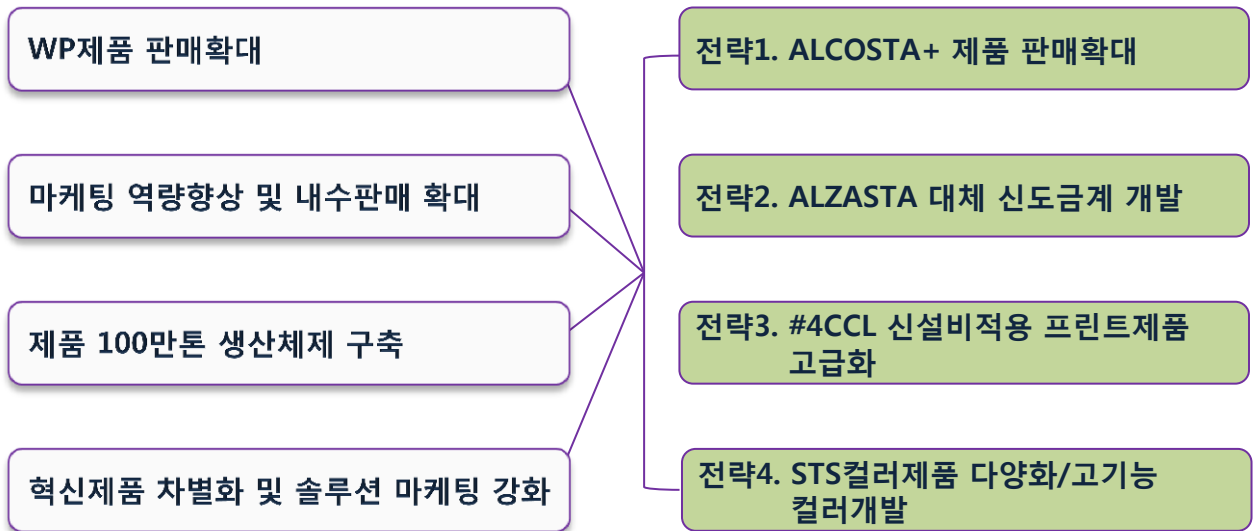 WP제품 판매확대
마케팅 역량향상 및 내수판매 확대
제품 100만톤 생산체제 구축
혁신제품 차별화 및 솔루션 마케팅 강화
전략1. ALCOSTA+ 제품 판매확대
전략2. ALZASTA 대체 신도금계 개발
전략3. #4CCL 신설비적용 프린트제품
고급화
전략4. STS컬러제품 다양화/고기능
컬러개발